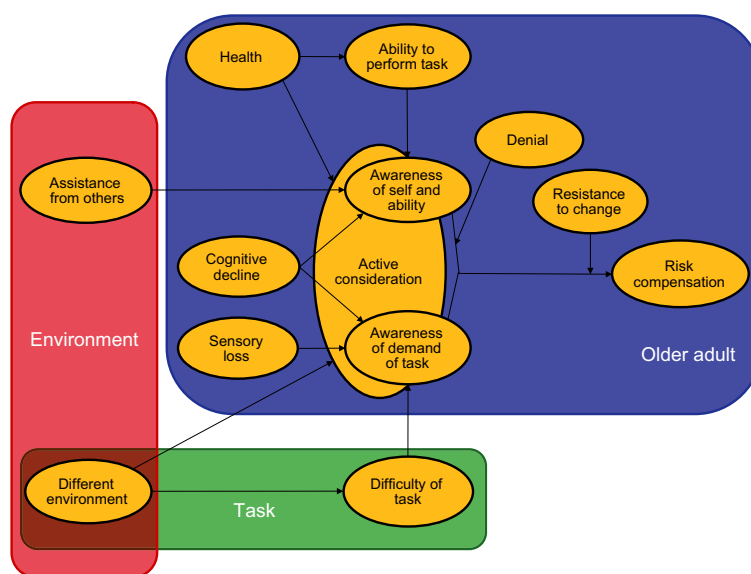 Health
Ability to
perform task
Denial
Assistance
from others
Awareness
of self and
ability
Resistance
to change
Cognitive
decline
Active
consideration
Risk
compensation
Environment
Sensory
loss
Awareness
of demand
of task
Older adult
Different
environment
Task
Difficulty of
task